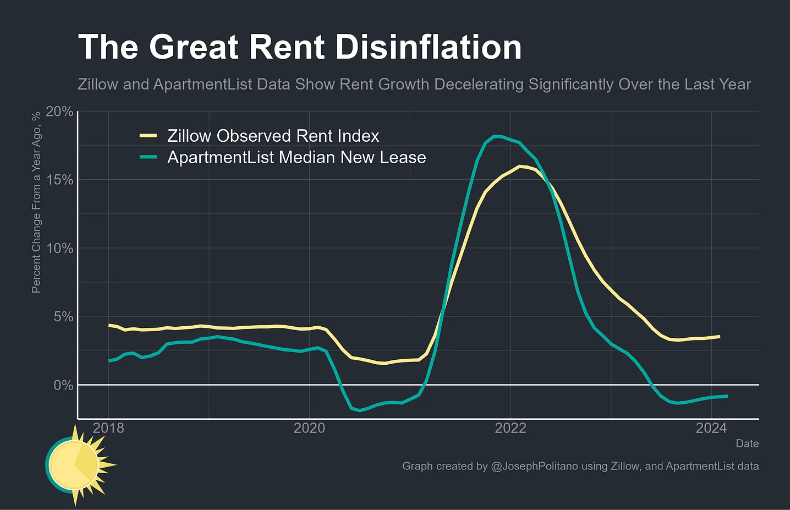 The Great Rent Disinflation
Zillow and ApartmentList Data Show Rent Growth Decelerating Significantly Over the Last Year
Percent Change From a Year Ago, %
20%
15%
10%
5%
0%
Zillow Observed Rent Index
ApartmentList Median New Lease
2018 2020 2022 2024
Date
Graph created by @JosephPolitano using Zillow, and ApartmentList data